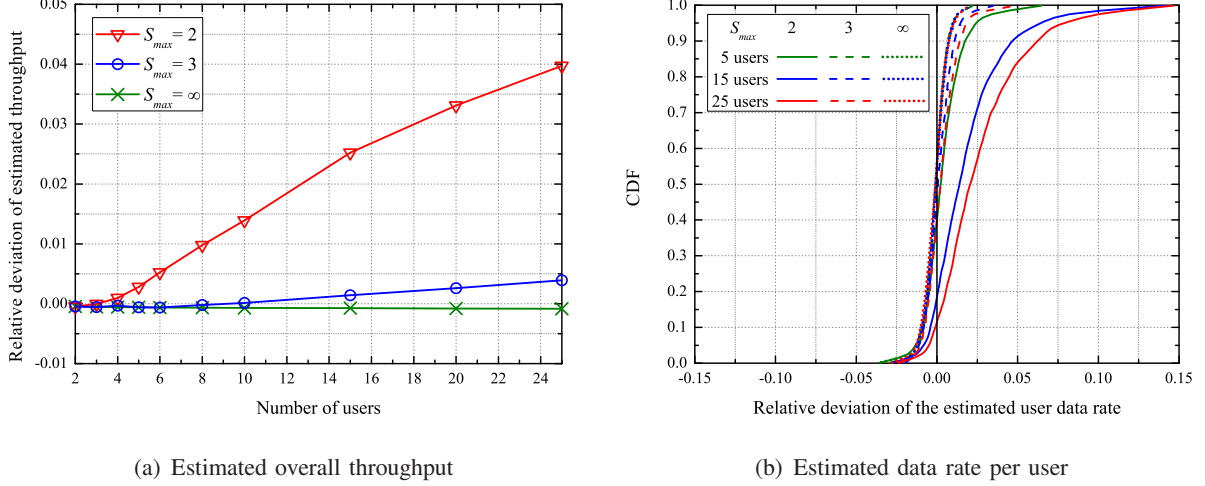 0.05
0.04
0.03
0.02
0.01
0.00
-0.01
Relative deviation of estimated throughput
S_max = 2
S_max = 3
S_max = ∞
2 4 6 8 10 12 14 16 18 20 22 24
Number of users
(a) Estimated overall throughput
1.0
0.9
0.8
0.7
0.6
0.5
0.4
0.3
0.2
0.1
0.0
CDF
S_max 2 3 ∞
5 users
15 users
25 users
-0.15 -0.10 -0.05 0.00 0.05 0.10 0.15
Relative deviation of the estimated user data rate
(b) Estimated data rate per user